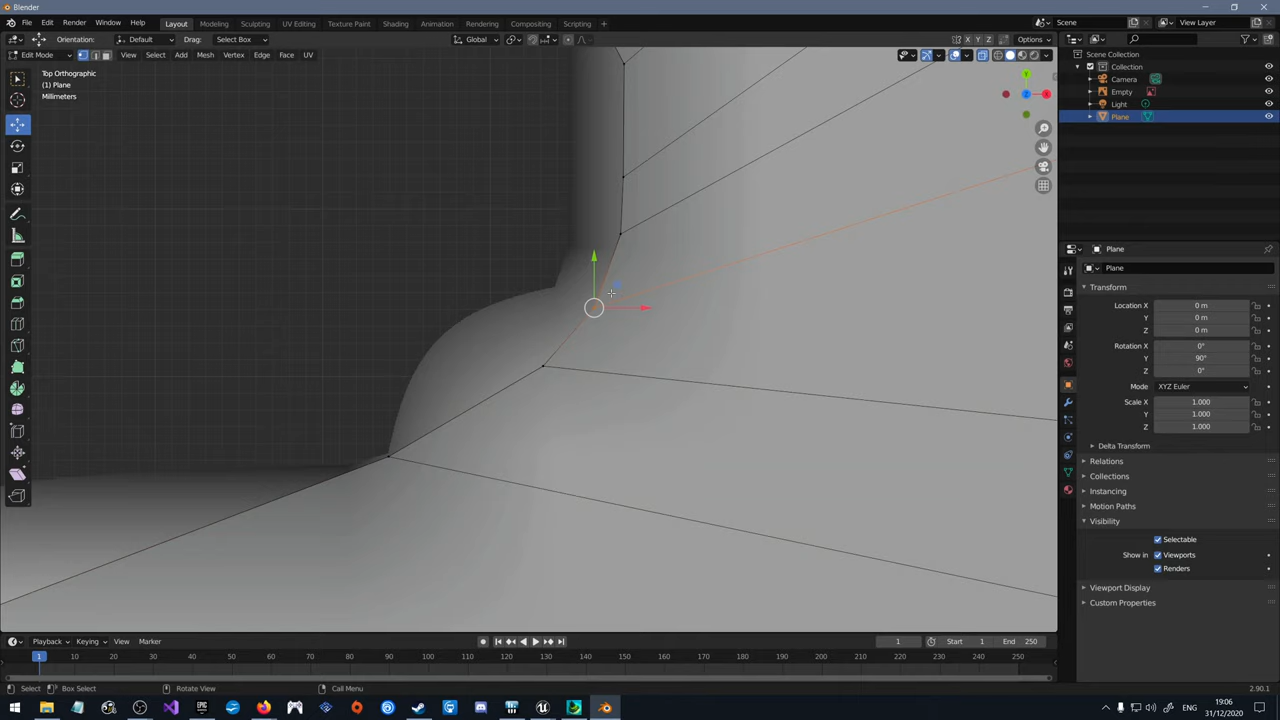 Blender
File Edit Render Window Help Layout Modeling Sculpting UV Editing Texture Paint Shading Animation Rendering Compositing Scripting + Scene View Layer
Orientation: Default Drag: Select Box Global X Y Z Options
Edit Mode View Select Add Mesh Vertex Edge Face UV
Top Orthographic
(1) Plane
Millimeters
Y
Z
X
Scene Collection
Collection
Camera
Empty
Light
Plane
Plane
Plane
Transform
Location X 0 m
Y 0 m
Z 0 m
Rotation X 0°
Y 90°
Z 0°
Mode XYZ Euler
Scale X 1.000
Y 1.000
Z 1.000
Delta Transform
Relations
Collections
Instancing
Motion Paths
Visibility
Selectable
Show in Viewports
Renders
Viewport Display
Custom Properties
Playback Keying View Marker 1 Start 1 End 250
1 10 20 30 40 50 60 70 80 90 100 110 120 130 140 150 160 170 180 190 200 210 220 230 240 250
Select Box Select Rotate View Call Menu 2.90.1
ENG 19:06
31/12/2020